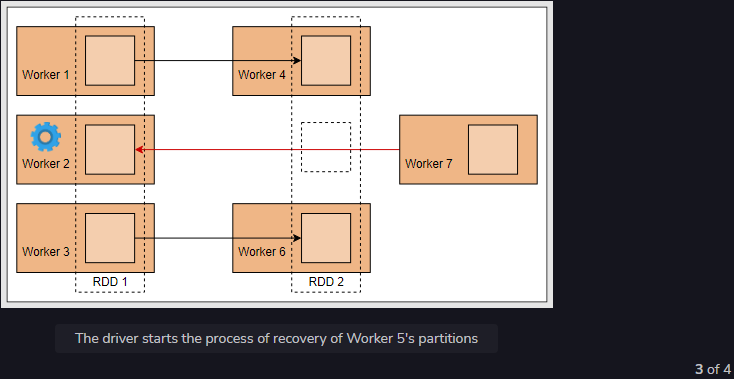 Worker 1
Worker 4
Worker 2
Worker 7
Worker 3
Worker 6
RDD 1
RDD 2
The driver starts the process of recovery of Worker 5's partitions
3 of 4